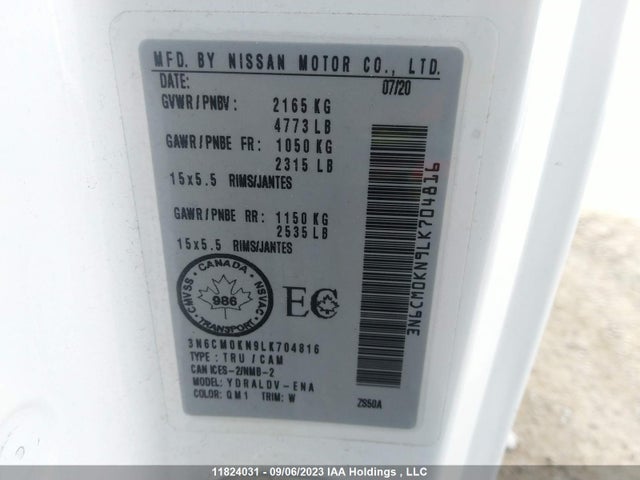 MFD. BY NISSAN MOTOR CO., LTD.
DATE: 07/20
GVWR/PNBV: 2165 KG
4773 LB
GAWR/PNBE FR: 1050 KG
2315 LB
15x5.5 RIMS/JANTES
GAWR/PNBE RR: 1150 KG
2535 LB
15x5.5 RIMS/JANTES
3N6CM0KN9LK704816
CANADA
CMVSS 986 NSVAC
TRANSPORT
EC
3N6CM0KN9LK704816
TYPE: TRU/CAM
CAN ICES-2/NMB-2
MODEL: YDRALDV-ENA
COLOR: QM1 TRIM: W ZS50A
11824031 - 09/06/2023 IAA Holdings , LLC